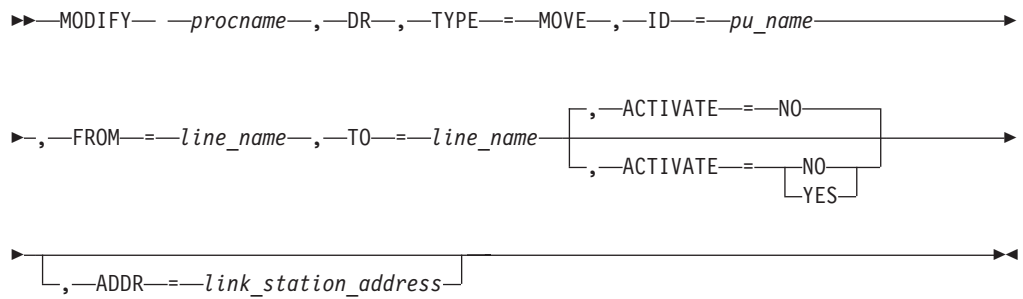 MODIFY procname , DR , TYPE = MOVE , ID = pu_name
, ACTIVATE = NO
, FROM = line_name , TO = line_name
, ACTIVATE = NO
YES
, ADDR = link_station_address